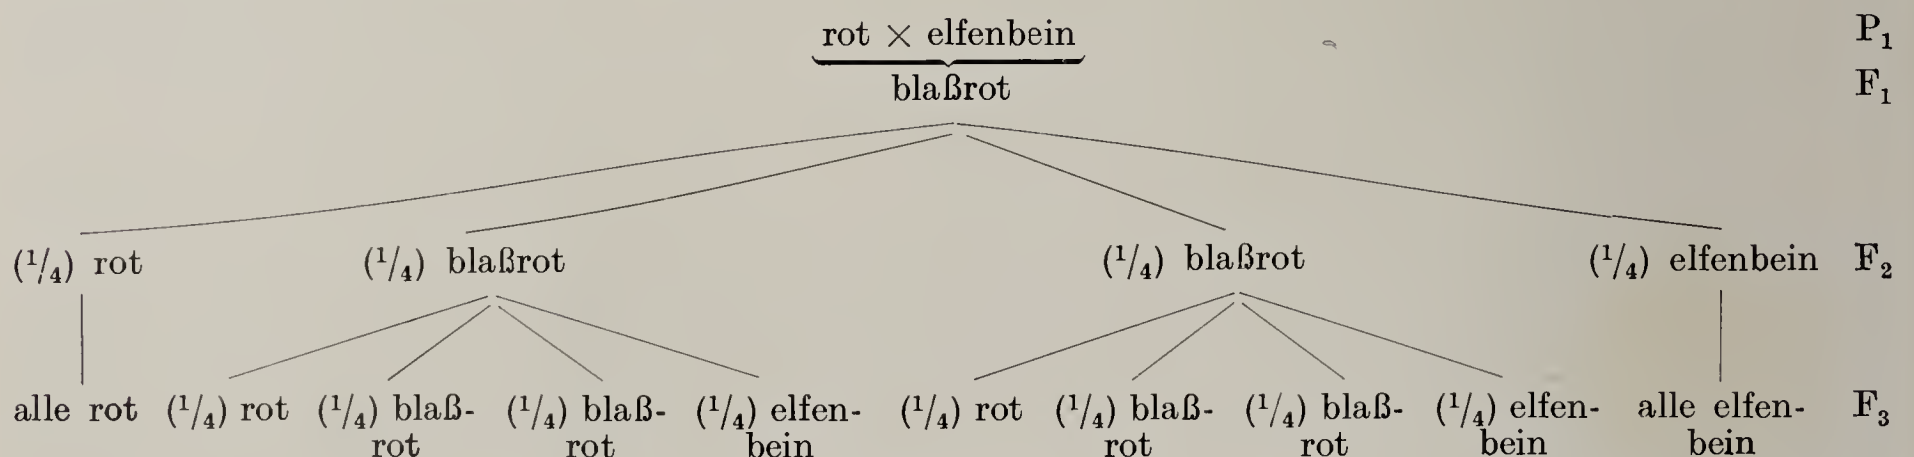 rot × elfenbein P₁
blaßrot F₁
(¹/₄) rot (¹/₄) blaßrot (¹/₄) blaßrot (¹/₄) elfenbein F₂
alle rot (¹/₄) rot (¹/₄) blaß- (¹/₄) blaß- (¹/₄) elfen- (¹/₄) rot (¹/₄) blaß- (¹/₄) blaß- (¹/₄) elfen- alle elfen- F₃
rot rot bein rot rot bein bein